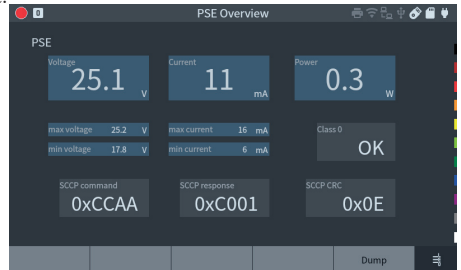 0 PSE Overview
PSE
Voltage Current Power
25.1 V 11 mA 0.3 W
max voltage 25.2 V max current 16 mA Class 0
min voltage 17.8 V min current 6 mA OK
SCCP command SCCP response SCCP CRC
0xCCAA 0xC001 0x0E
Dump